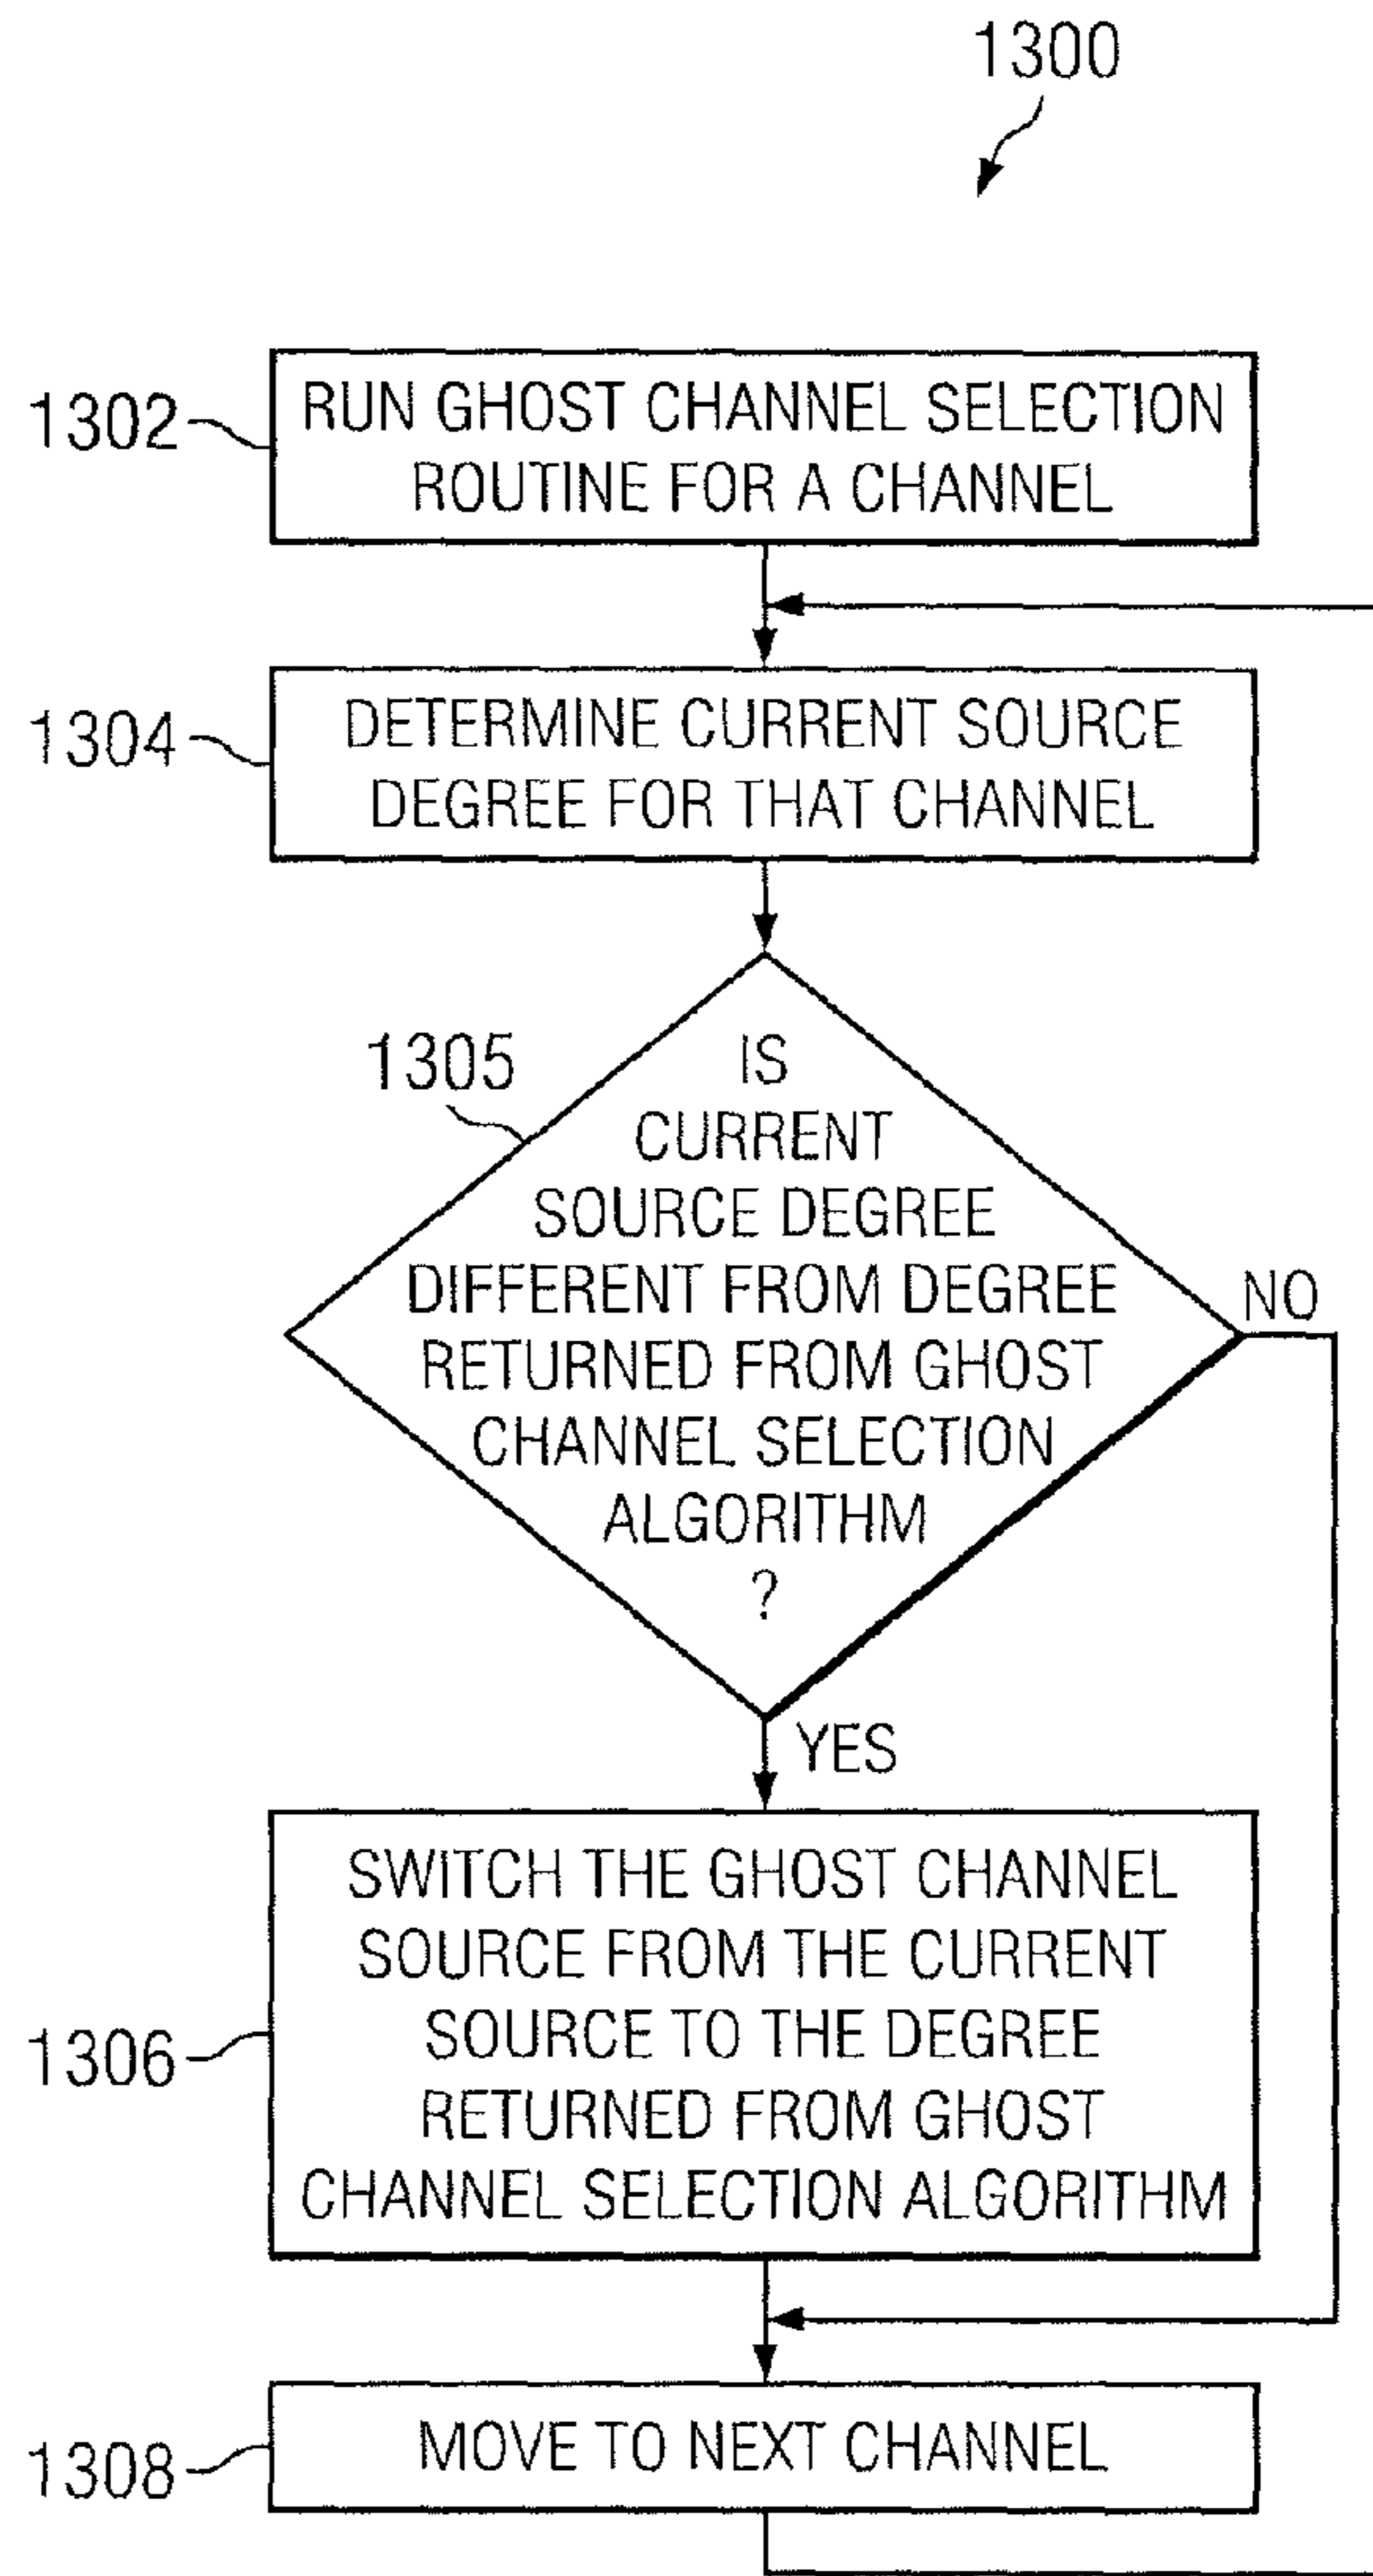 1300
1302
RUN GHOST CHANNEL SELECTION
ROUTINE FOR A CHANNEL
1304
DETERMINE CURRENT SOURCE
DEGREE FOR THAT CHANNEL
1305
IS
CURRENT
SOURCE DEGREE
DIFFERENT FROM DEGREE
RETURNED FROM GHOST
CHANNEL SELECTION
ALGORITHM
?
NO
YES
1306
SWITCH THE GHOST CHANNEL
SOURCE FROM THE CURRENT
SOURCE TO THE DEGREE
RETURNED FROM GHOST
CHANNEL SELECTION ALGORITHM
1308
MOVE TO NEXT CHANNEL